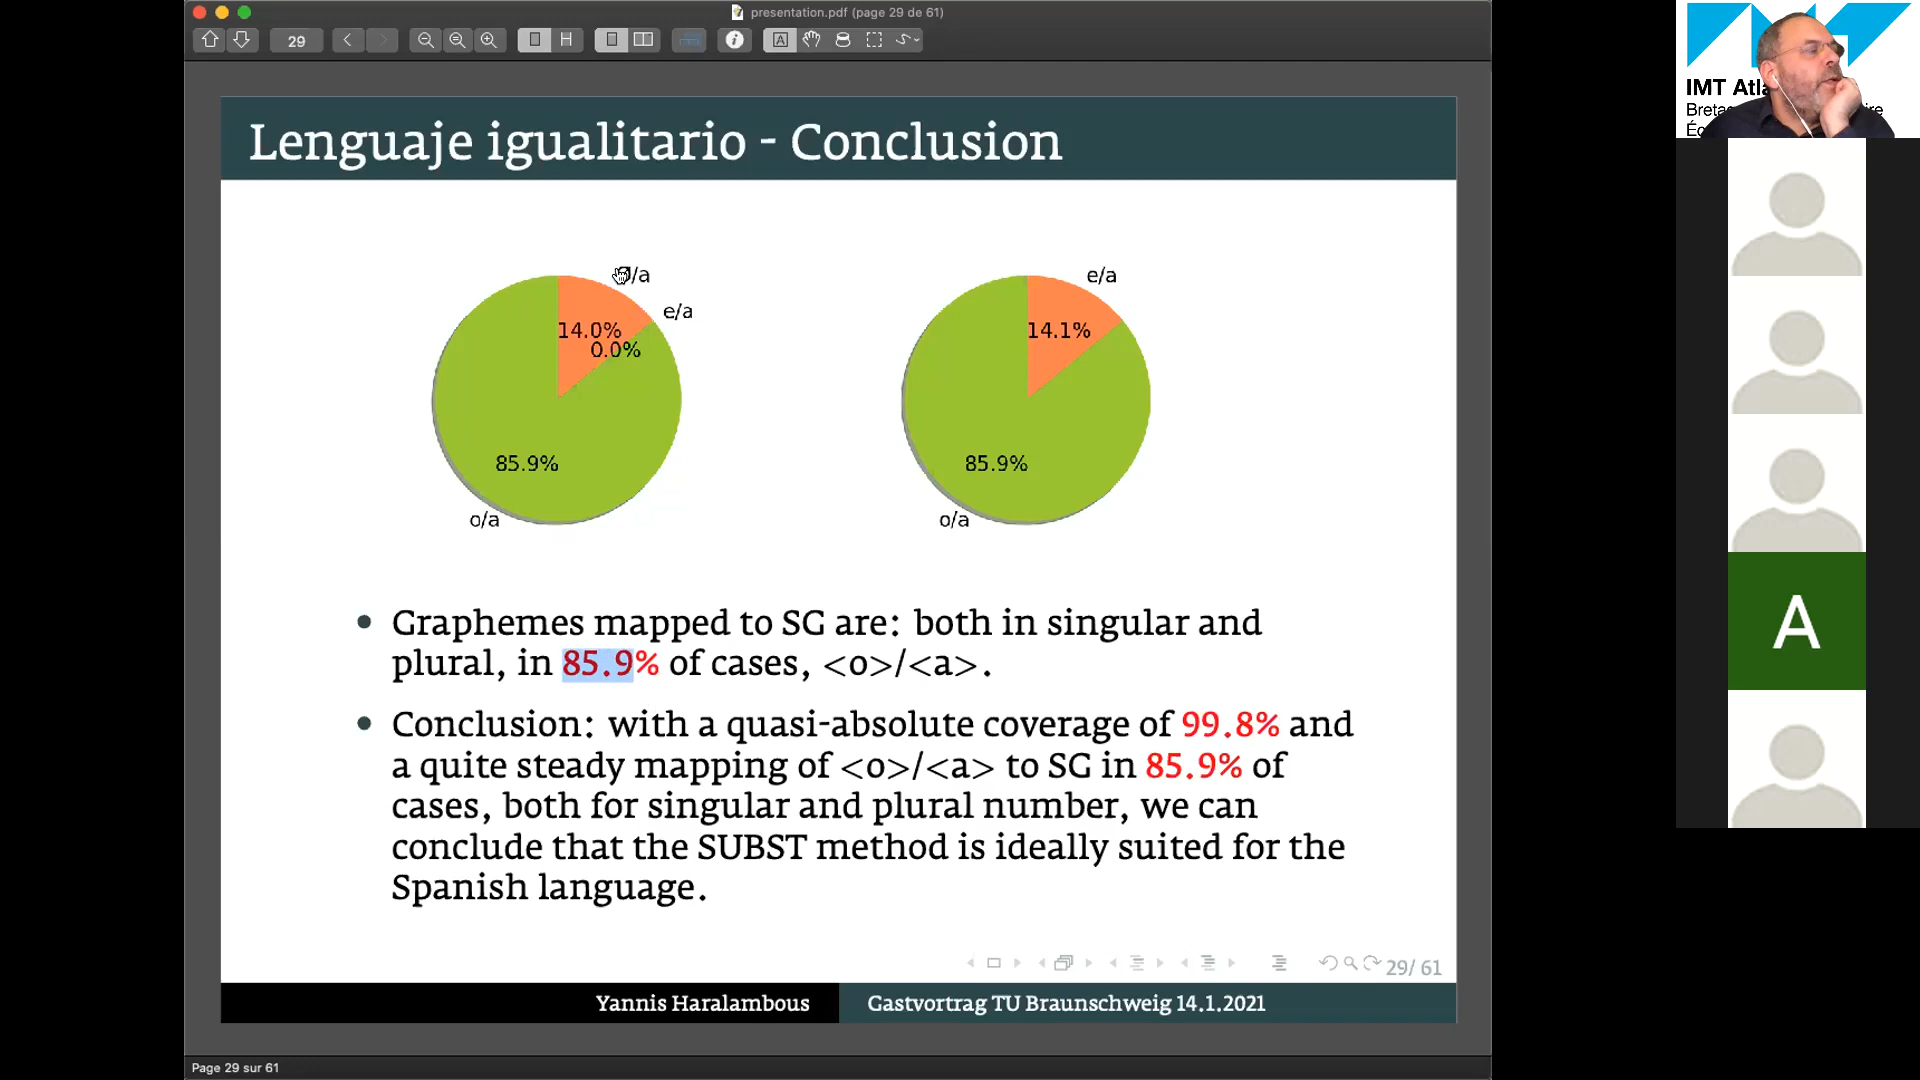 presentation.pdf (page 29 de 61)
29
IMT Atla
Breta
ire
Éc
Lenguaje igualitario - Conclusion
/a
e/a
14.0%
0.0%
85.9%
o/a
e/a
14.1%
85.9%
o/a
Graphemes mapped to SG are: both in singular and
plural, in 85.9% of cases, <o>/<a>.
Conclusion: with a quasi-absolute coverage of 99.8% and
a quite steady mapping of <o>/<a> to SG in 85.9% of
cases, both for singular and plural number, we can
conclude that the SUBST method is ideally suited for the
Spanish language.
A
29/ 61
Yannis Haralambous
Gastvortrag TU Braunschweig 14.1.2021
Page 29 sur 61